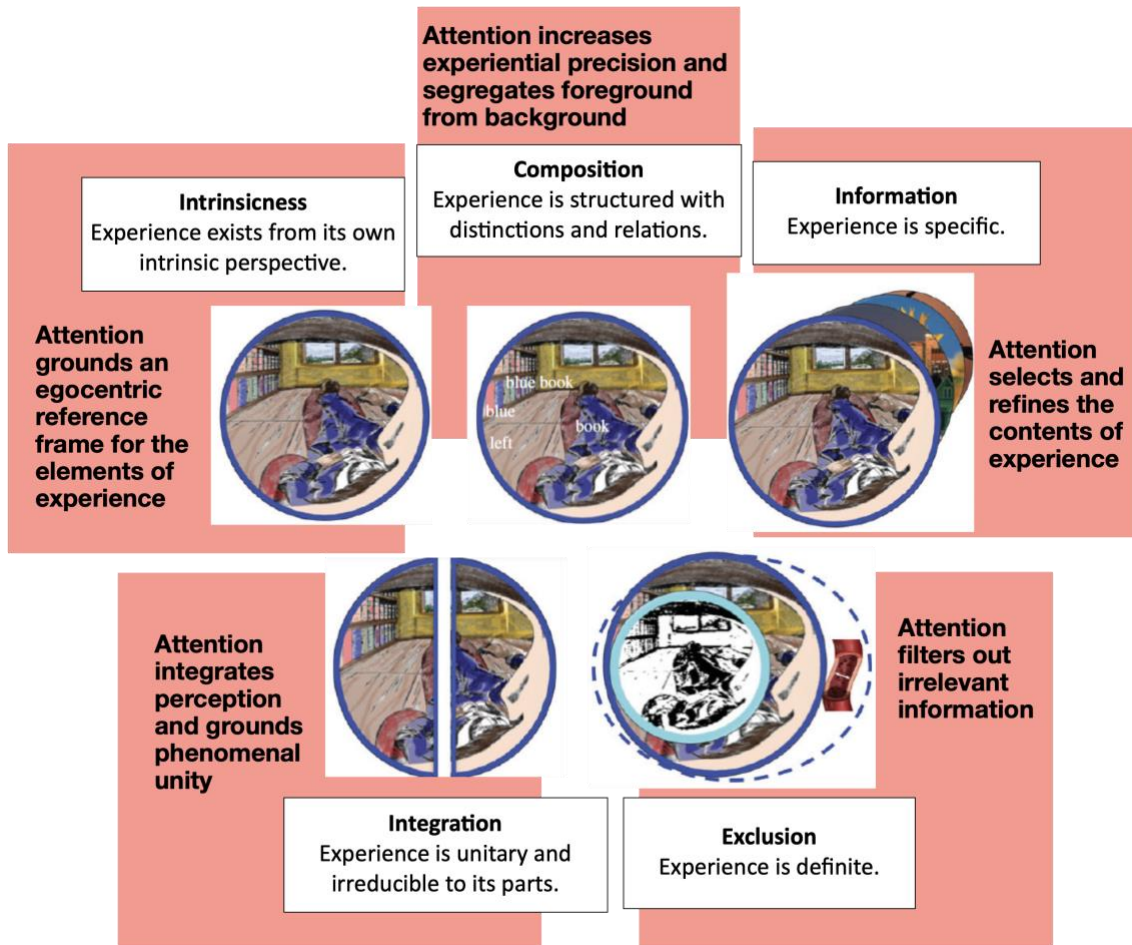 Attention increases
experiential precision and
segregates foreground
from background
Intrinsicness
Experience exists from its own
intrinsic perspective.
Composition
Experience is structured with
distinctions and relations.
Information
Experience is specific.
Attention
grounds an
egocentric
reference
frame for the
elements of
experience
blue book
blue
book
left
Attention
selects and
refines the
contents of
experience
Attention
integrates
perception
and grounds
phenomenal
unity
Attention
filters out
irrelevant
information
Integration
Experience is unitary and
irreducible to its parts.
Exclusion
Experience is definite.